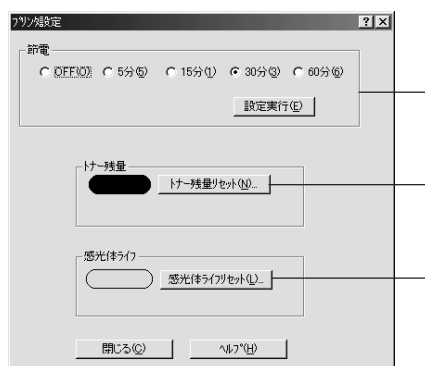 プリンタ設定
節電
OFF(O) 5分(5) 15分(1) 30分(3) 60分(6)
設定実行(E)
トナー残量
トナー残量リセット(N)...
感光体ライフ
感光体ライフリセット(L)...
閉じる(C) ヘルプ(H)